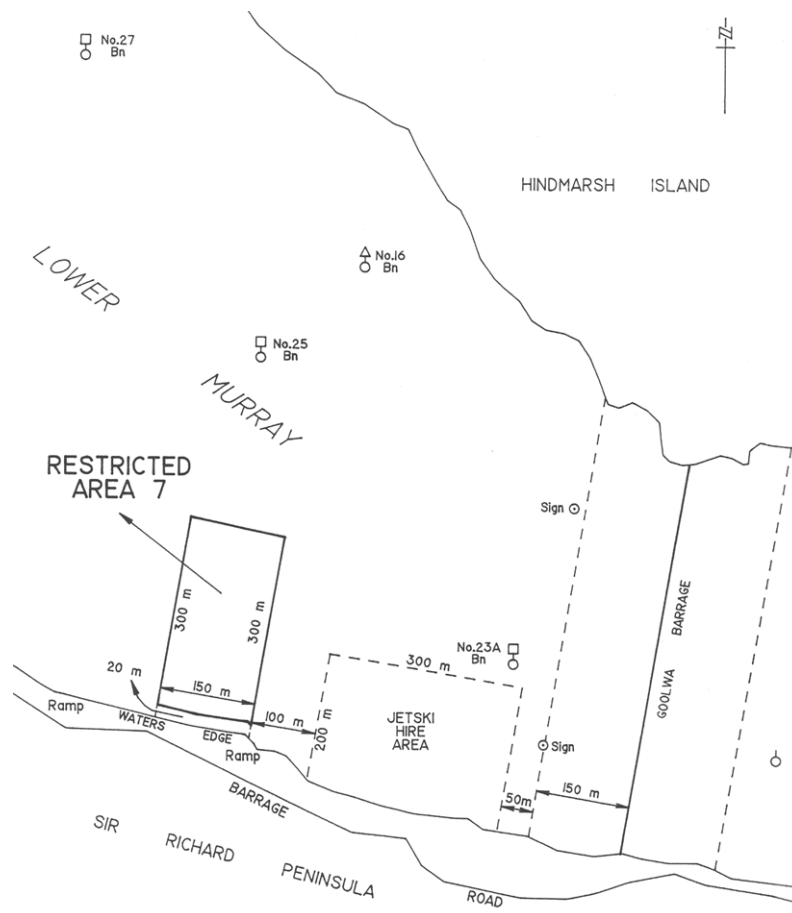 No.27
Bn
N
HINDMARSH ISLAND
No.16
Bn
LOWER
No.25
Bn
MURRAY
RESTRICTED
AREA 7
Sign
300 m
300 m
GOOLWA BARRAGE
No.23A
Bn
300 m
20 m
150 m
100 m
200 m
JETSKI
HIRE
AREA
Ramp
WATERS EDGE
Ramp
Sign
150 m
50m
BARRAGE ROAD
SIR RICHARD PENINSULA